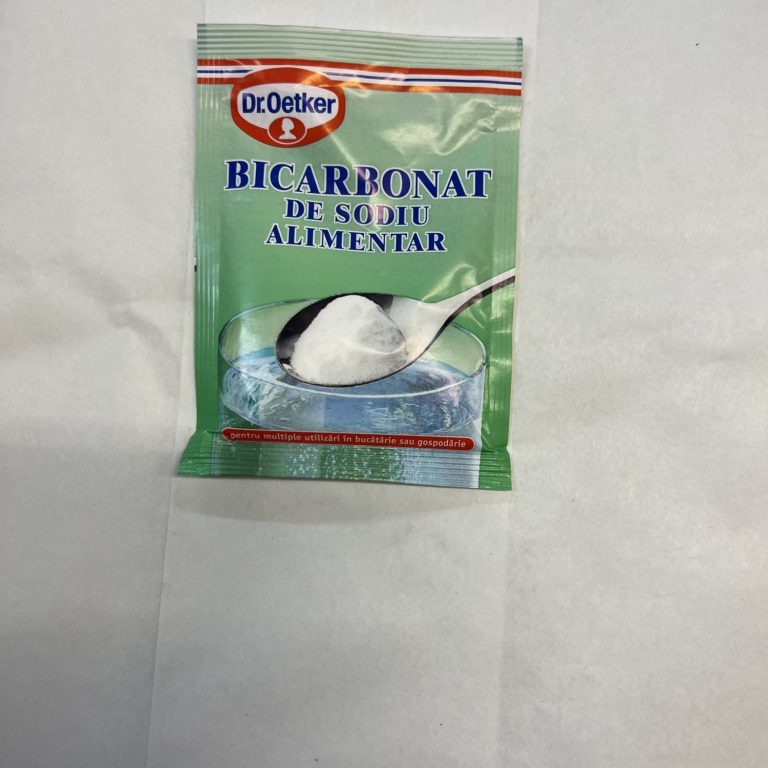 Dr.Oetker
BICARBONAT
DE SODIU
ALIMENTAR
pentru multiple utilizări în bucătărie sau gospodărie